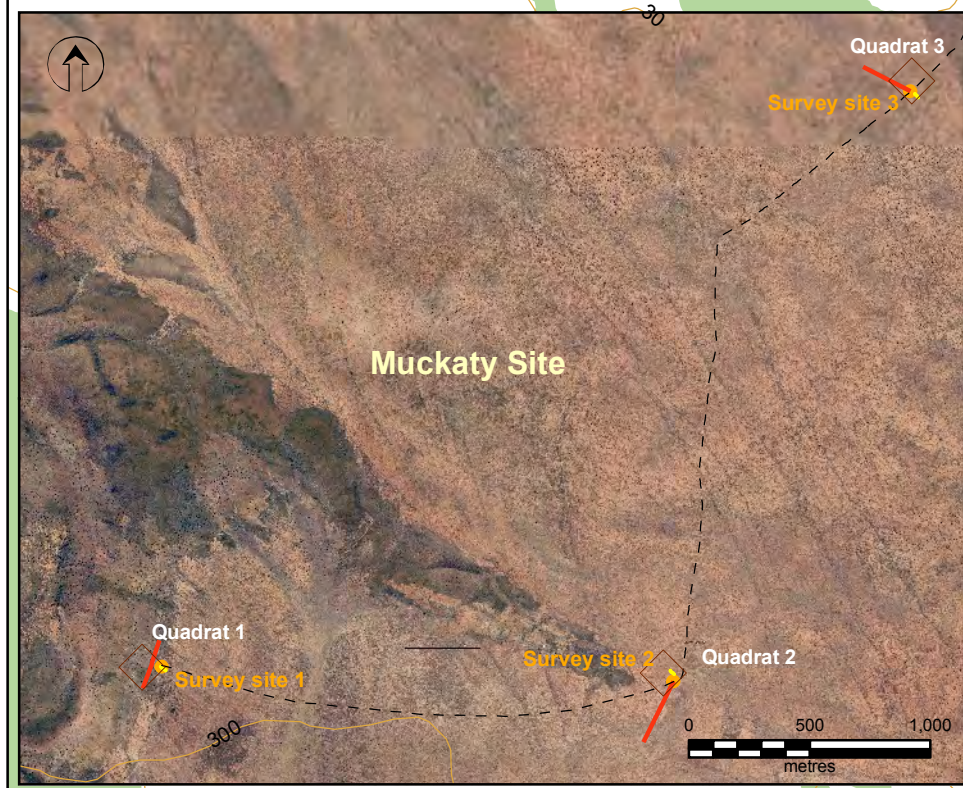 30
Quadrat 3
Survey site 3
Muckaty Site
Quadrat 1
Survey site 2
Quadrat 2
Survey site 1
300
0 500 1,000
metres